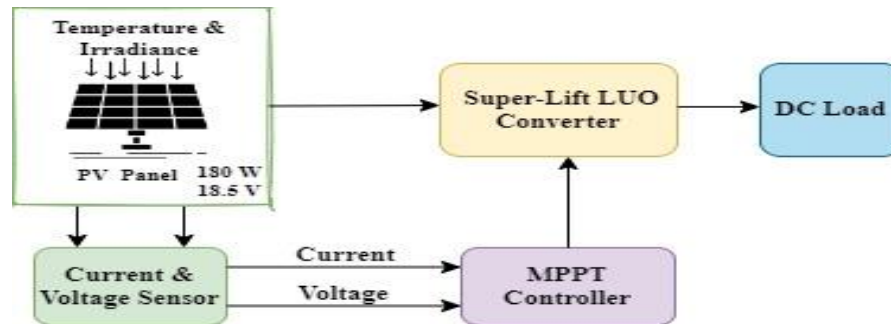 Temperature &
Irradiance
PV Panel
180 W
18.5 V
Super-Lift LUO
Converter
DC Load
Current &
Voltage Sensor
Current
Voltage
MPPT
Controller